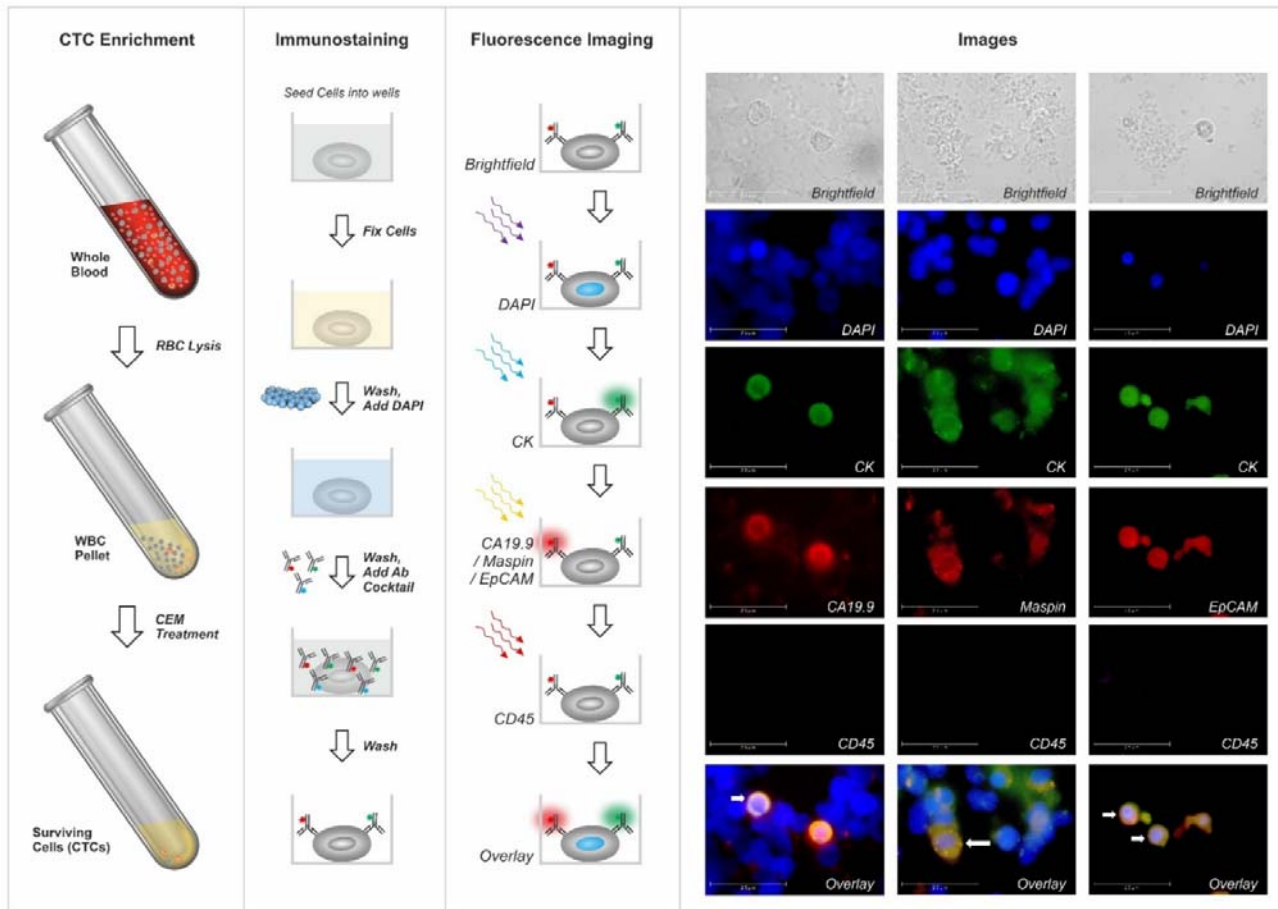 CTC Enrichment
Whole
Blood
RBC Lysis
WBC
Pellet
CEM
Treatment
Surviving
Cells (CTCs)
Immunostaining
Seed Cells into wells
Fix Cells
Wash,
Add DAPI
Wash,
Add Ab
Cocktail
Wash
Fluorescence Imaging
Brightfield
DAPI
CK
CA19.9
/ Maspin
/ EpCAM
CD45
Overlay
Images
Brightfield
Brightfield
Brightfield
DAPI
DAPI
DAPI
CK
CK
CK
CA19.9
Maspin
EpCAM
CD45
CD45
CD45
Overlay
Overlay
Overlay